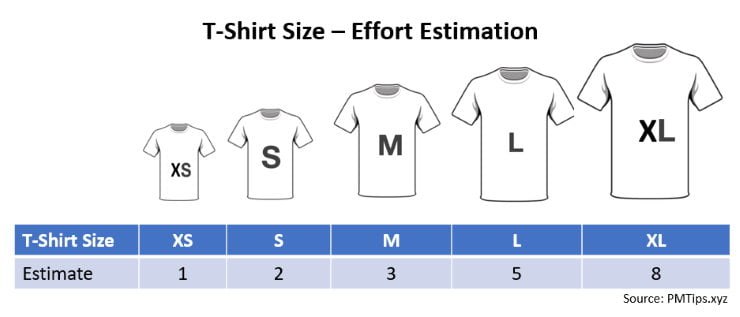 T-Shirt Size – Effort Estimation
XS
S
M
L
XL
T-Shirt Size XS S M L XL
Estimate 1 2 3 5 8
Source: PMTips.xyz